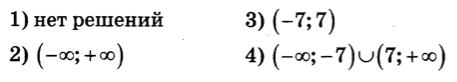 1) нет решений 3) (−7; 7)
2) (−∞; +∞) 4) (−∞; −7)∪(7; +∞)